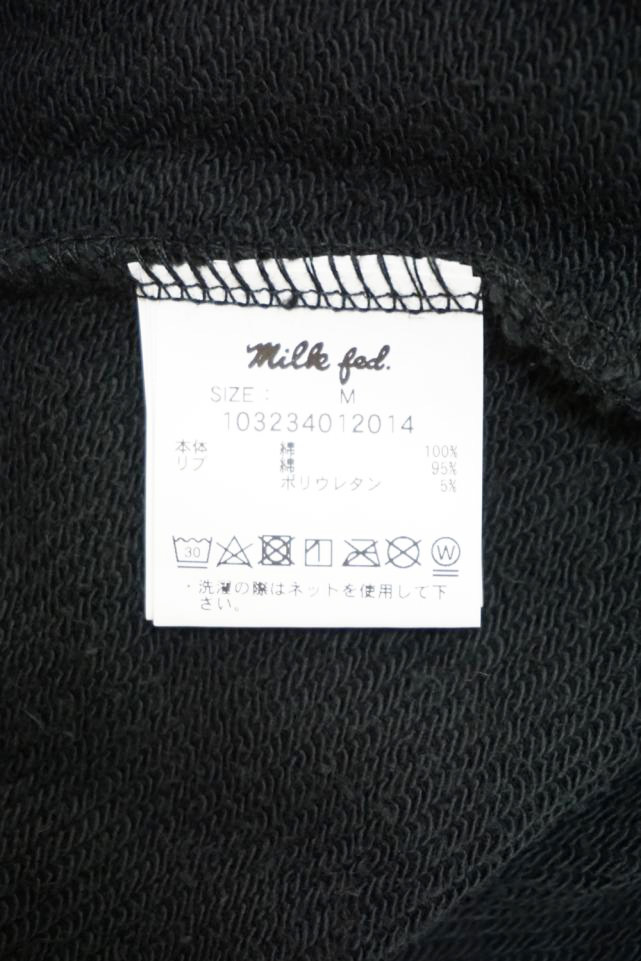 Milk fed.
SIZE : M
103234012014
本体 綿 100%
リブ 綿 95%
ポリウレタン 5%
30 W
・洗濯の際はネットを使用して下
さい。